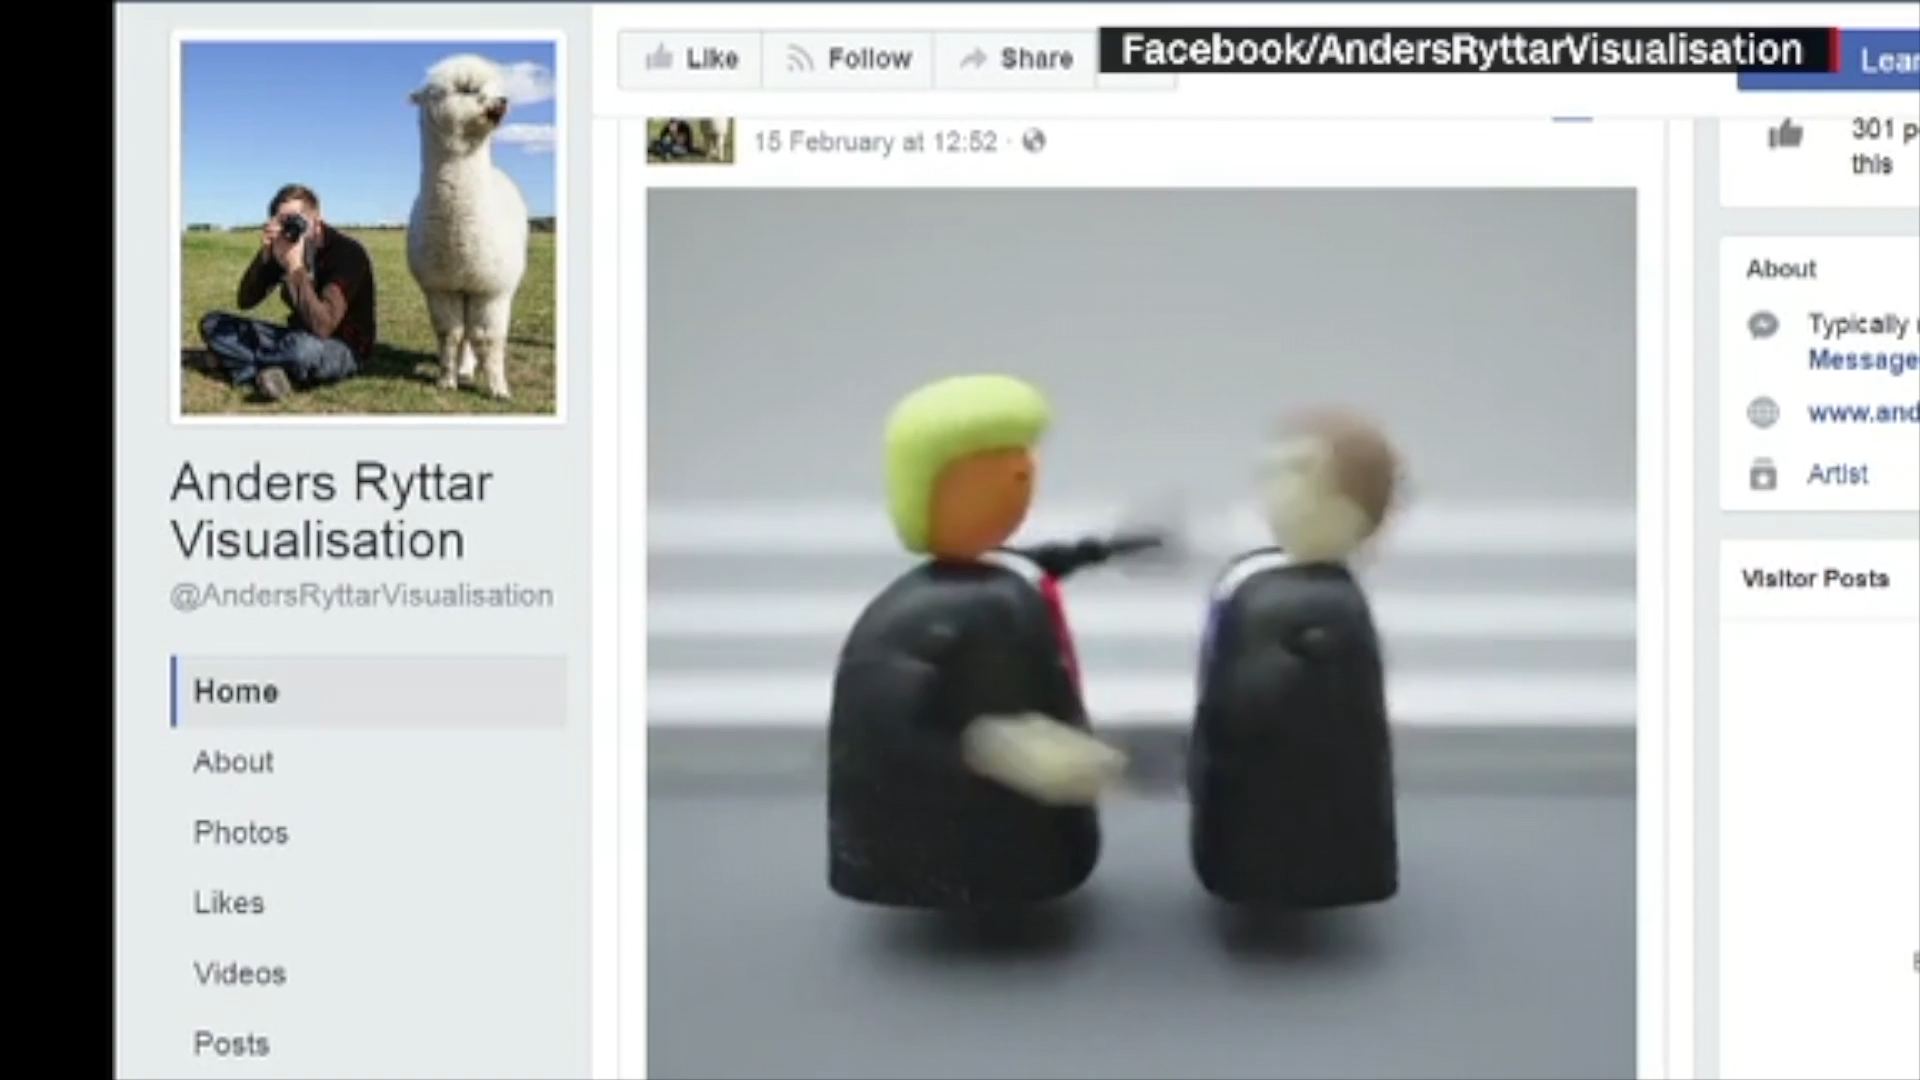 Facebook/AndersRyttarVisualisation
Like
Follow
Share
15 February at 12:52
this
301
About
Typically
Message
Artist
Visitor Posts
Anders Ryttar
Visualisation
@AndersRyttarVisualisation
Home
About
Photos
Likes
Videos
Posts